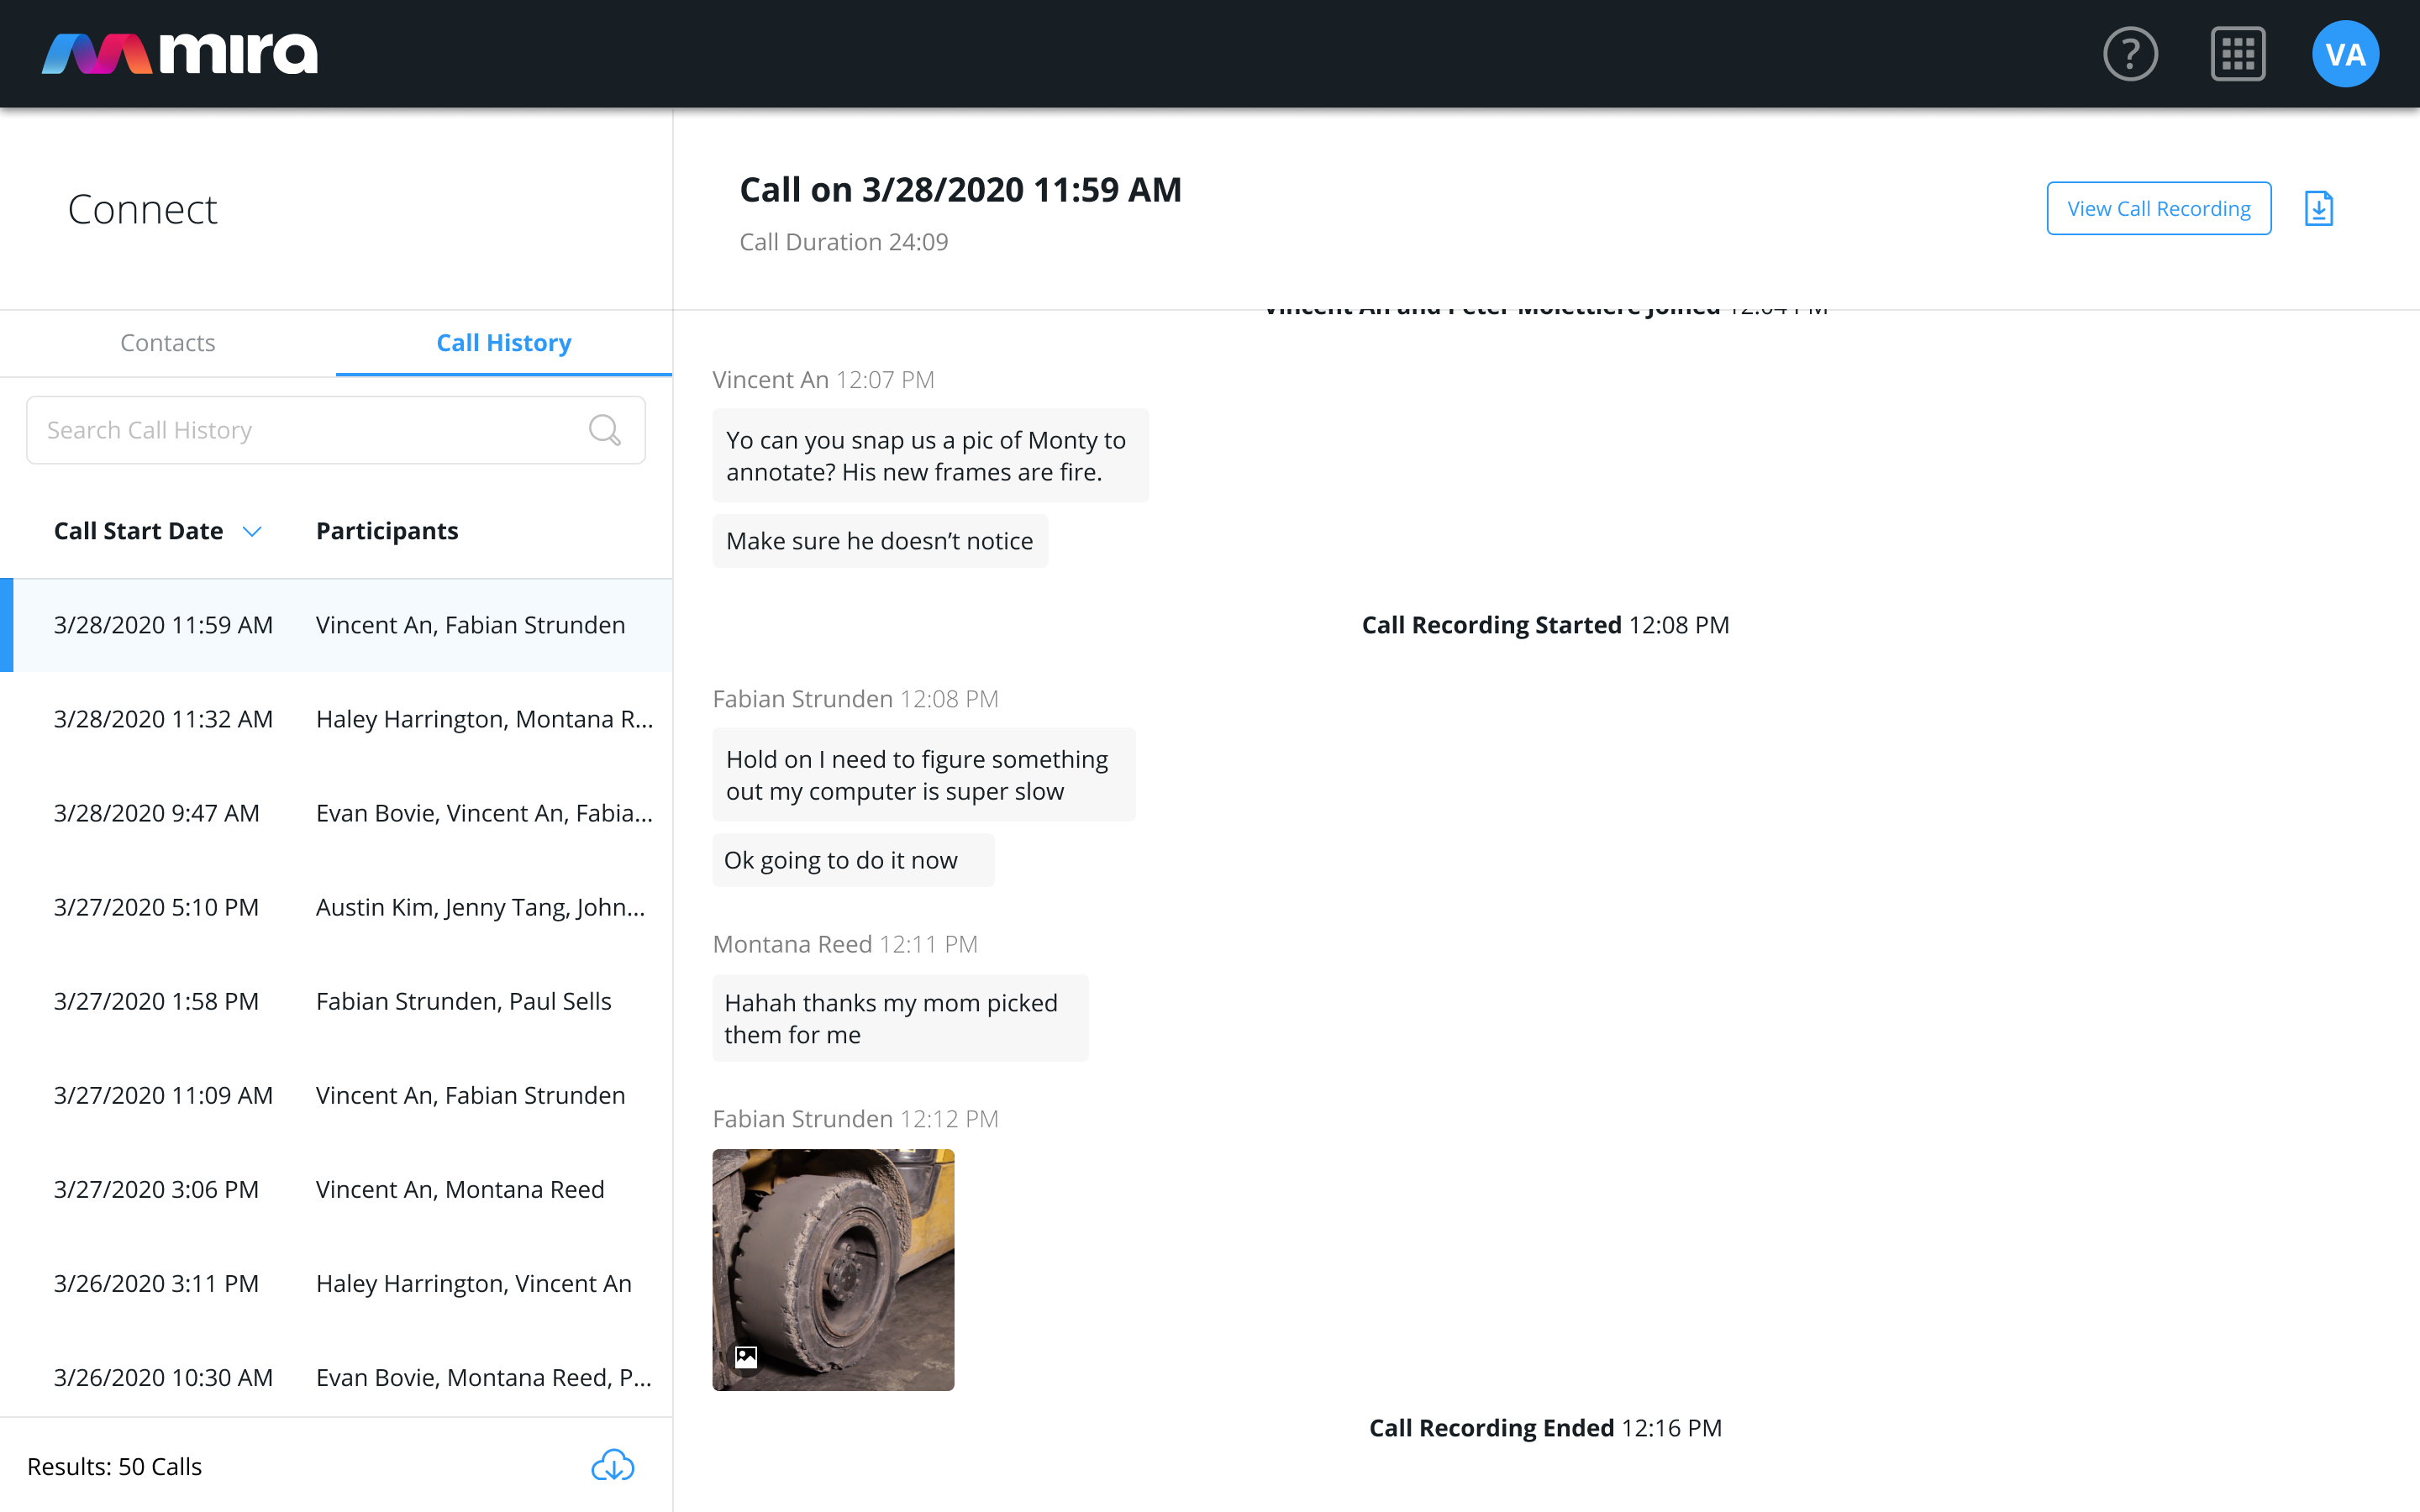 mira
?
VA
Connect
Call on 3/28/2020 11:59 AM
Call Duration 24:09
View Call Recording
Contacts
Call History
Search Call History
Call Start Date
Participants
3/28/2020 11:59 AM
Vincent An, Fabian Strunden
3/28/2020 11:32 AM
Haley Harrington, Montana R...
3/28/2020 9:47 AM
Evan Bovie, Vincent An, Fabia...
3/27/2020 5:10 PM
Austin Kim, Jenny Tang, John...
3/27/2020 1:58 PM
Fabian Strunden, Paul Sells
3/27/2020 11:09 AM
Vincent An, Fabian Strunden
3/27/2020 3:06 PM
Vincent An, Montana Reed
3/26/2020 3:11 PM
Haley Harrington, Vincent An
3/26/2020 10:30 AM
Evan Bovie, Montana Reed, P...
Results: 50 Calls
Vincent An and Peter Molettiere Joined 12:04 PM
Vincent An 12:07 PM
Yo can you snap us a pic of Monty to
annotate? His new frames are fire.
Make sure he doesn’t notice
Call Recording Started 12:08 PM
Fabian Strunden 12:08 PM
Hold on I need to figure something
out my computer is super slow
Ok going to do it now
Montana Reed 12:11 PM
Hahah thanks my mom picked
them for me
Fabian Strunden 12:12 PM
Call Recording Ended 12:16 PM